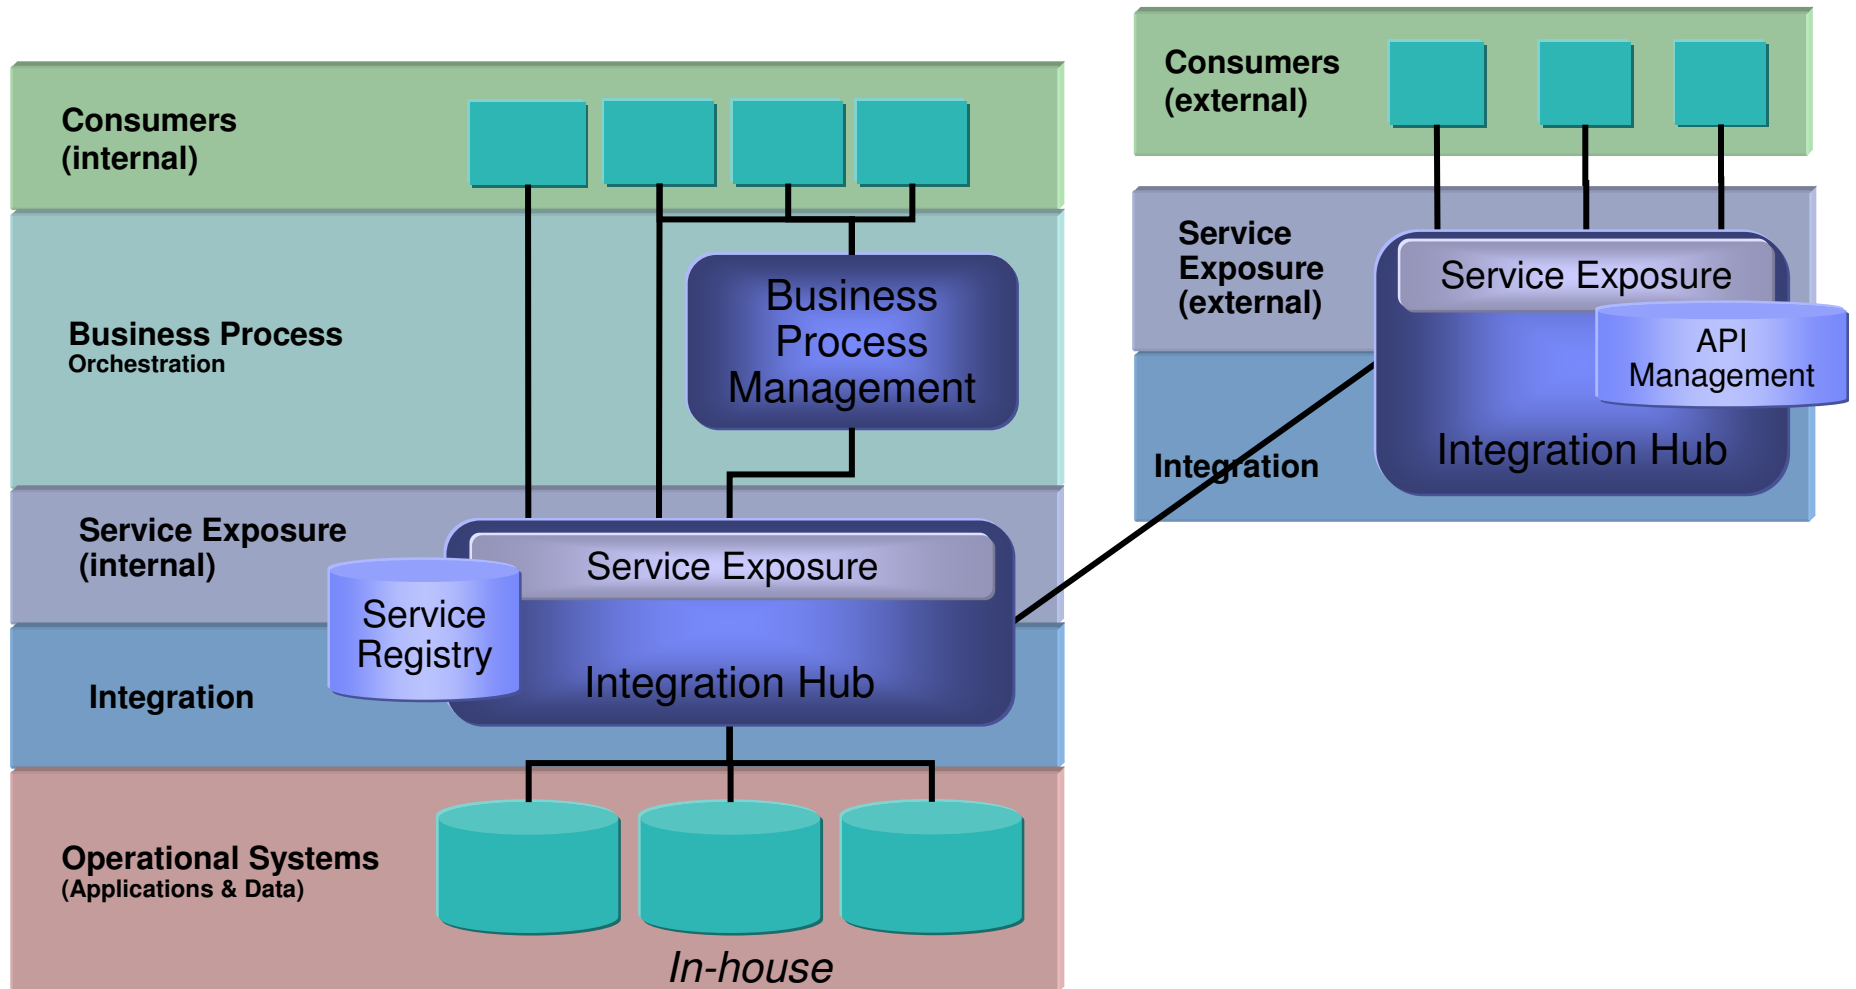 Consumers
(internal)
Business Process
Orchestration
Business
Process
Management
Service Exposure
(internal)
Service Exposure
Service
Registry
Integration
Integration Hub
Operational Systems
(Applications & Data)
In-house
Consumers
(external)
Service
Exposure
(external)
Service Exposure
API
Management
Integration
Integration Hub